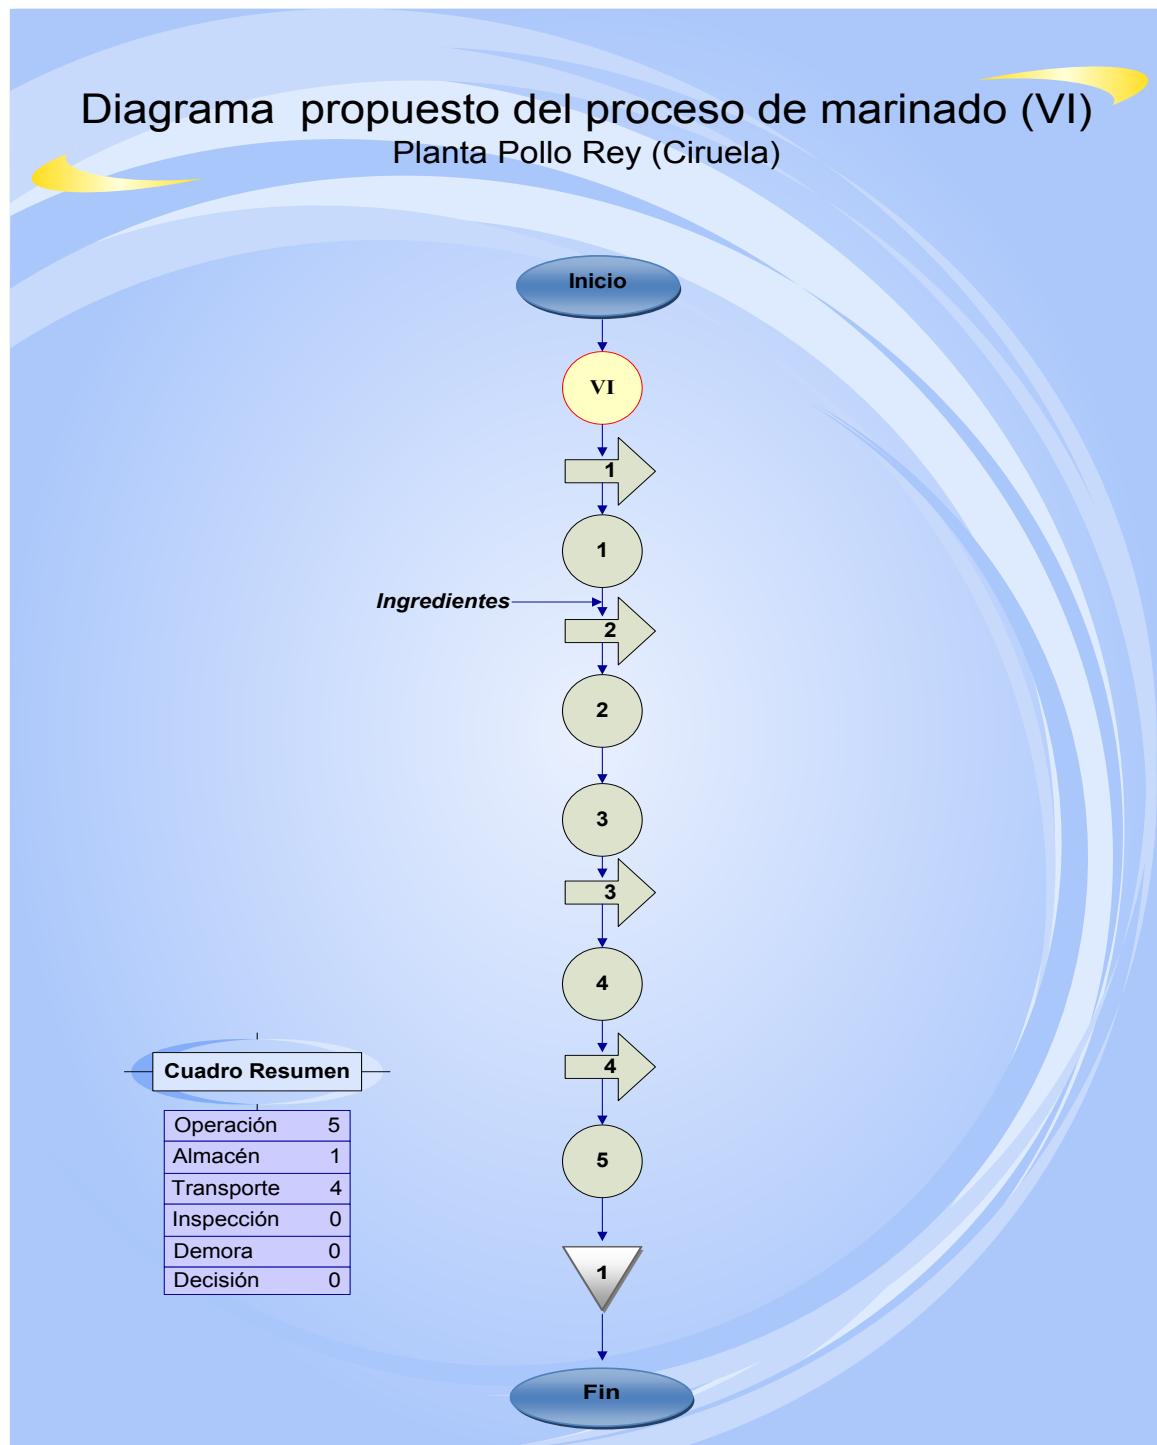 Diagrama propuesto del proceso de marinado (VI)
Planta Pollo Rey (Ciruela)
Inicio
VI
1
1
Ingredientes
2
2
3
3
4
4
5
1
Fin
Cuadro Resumen
Operación 5
Almacén 1
Transporte 4
Inspección 0
Demora 0
Decisión 0